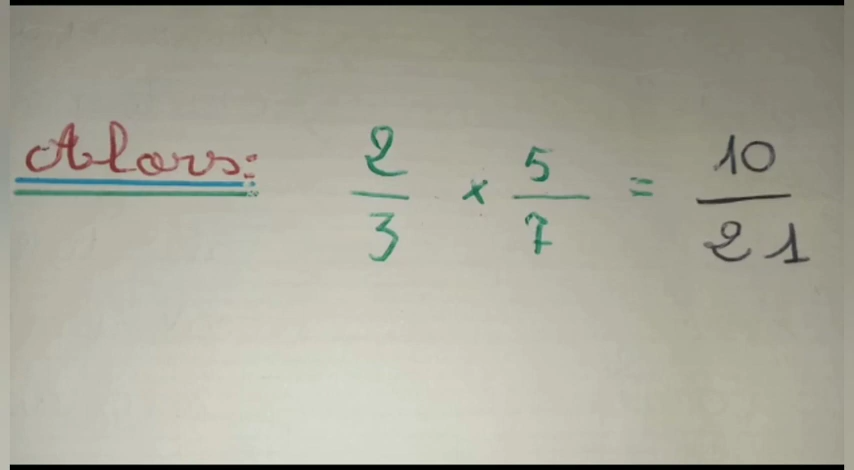 Alors: 2/3 × 5/7 = 10/21